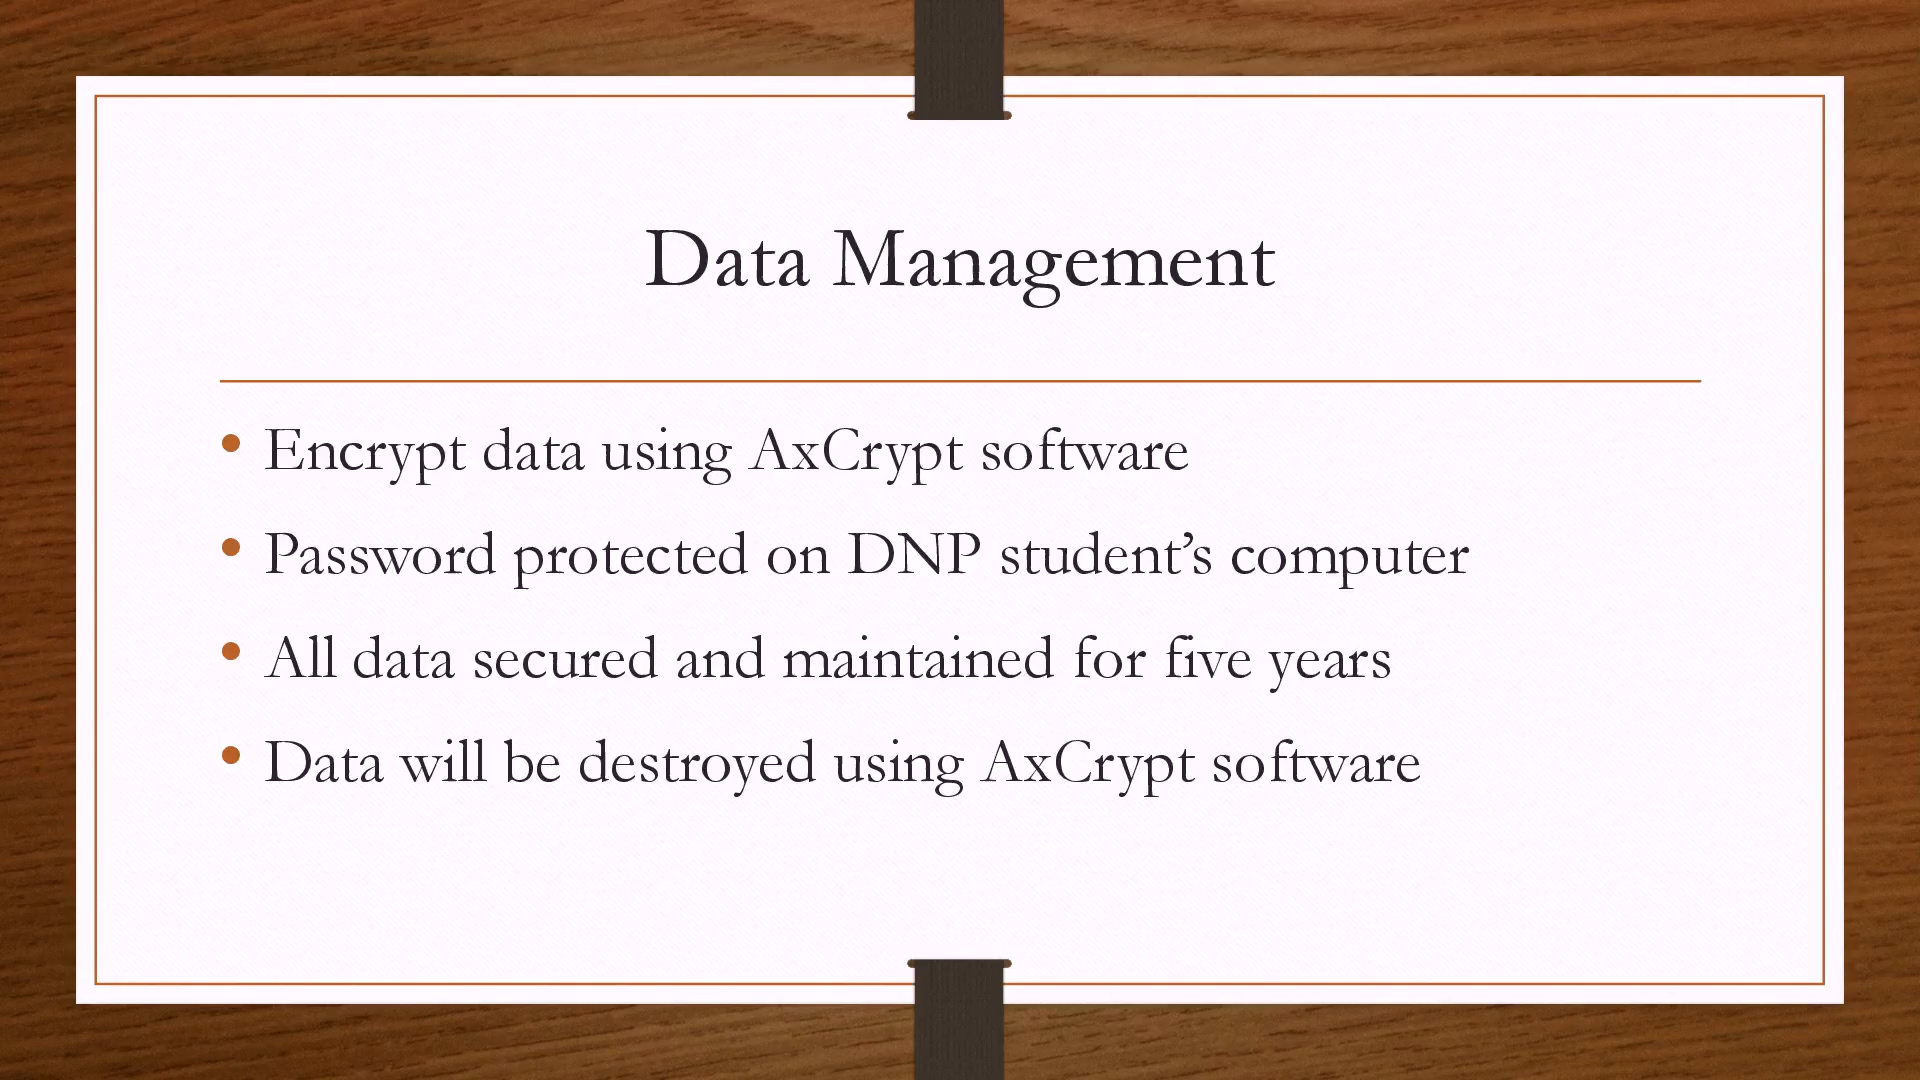 Data Management
• Encrypt data using AxCrypt software
• Password protected on DNP student’s computer
• All data secured and maintained for five years
• Data will be destroyed using AxCrypt software